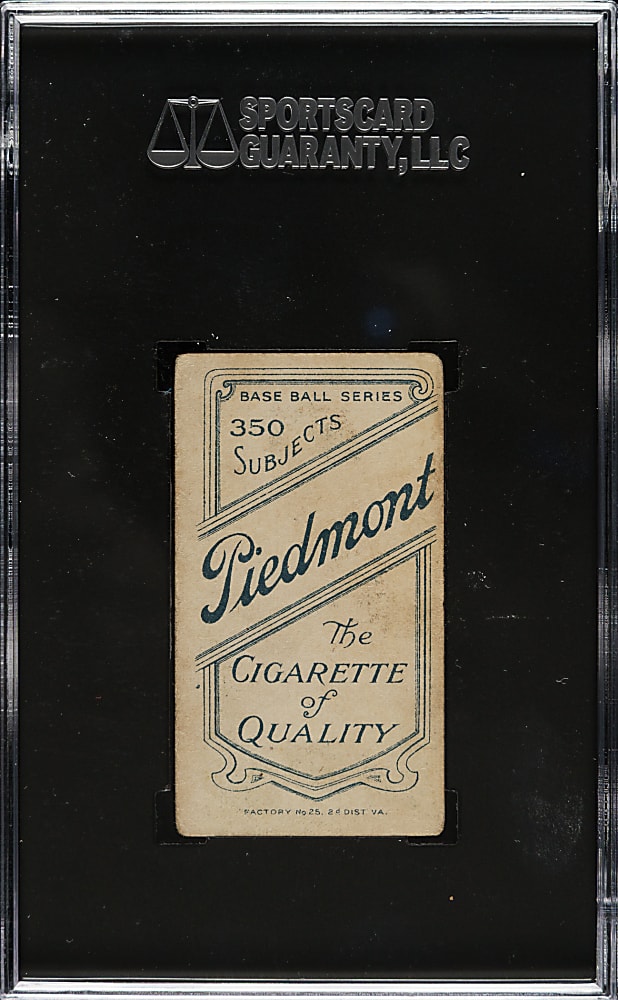 SPORTSCARD
GUARANTY, LLC
BASE BALL SERIES
350
SUBJECTS
Piedmont
The
CIGARETTE
of
QUALITY
FACTORY No 25, 2d DIST VA.